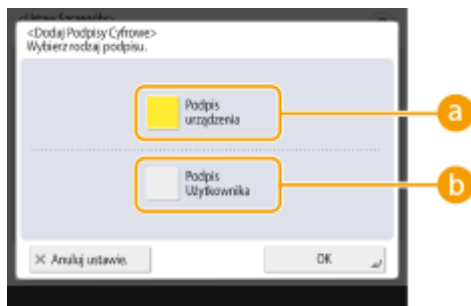 <Dodaj Podpisy Cyfrowe>
Wybierz rodzaj podpisu.
Podpis
urządzenia
a
Podpis
Użytkownika
b
× Anuluj ustawie.
OK